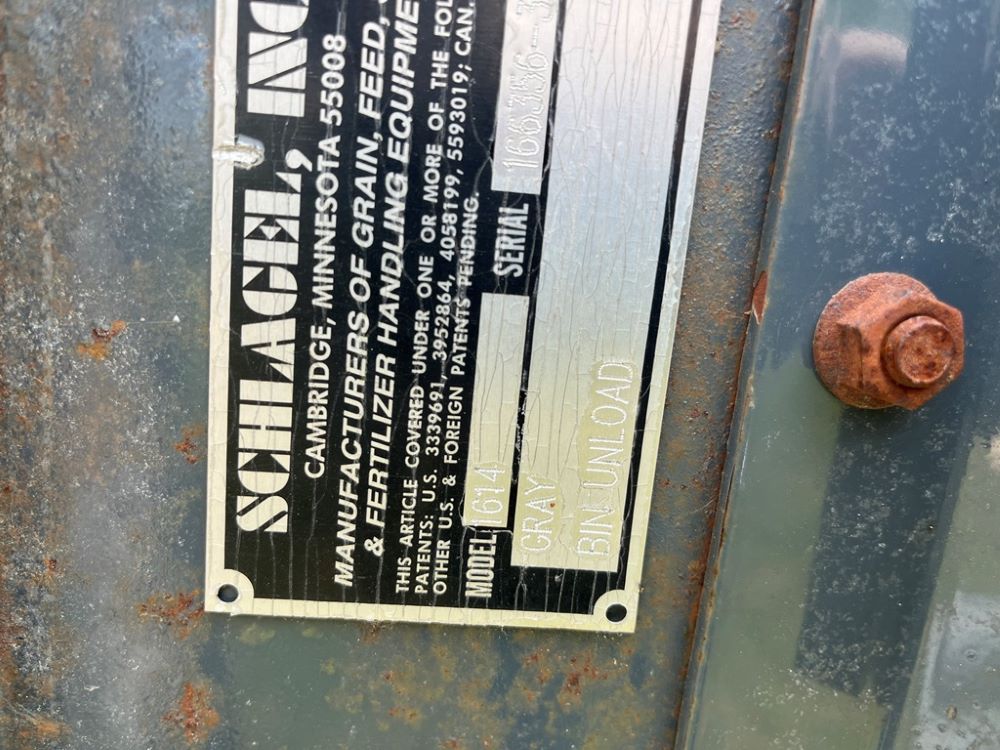 SCHLAGEL, INC
CAMBRIDGE, MINNESOTA 55008
MANUFACTURERS OF GRAIN, FEED,
& FERTILIZER HANDLING EQUIPME
THIS ARTICLE COVERED UNDER ONE OR MORE OF THE FOL
PATENTS: U.S. 3339691, 3952864, 4058199, 5593019; CAN.
OTHER U.S. & FOREIGN PATENTS PENDING.
MODEL 1614 SERIAL 166356-3
GRAY
BIN UNLOAD